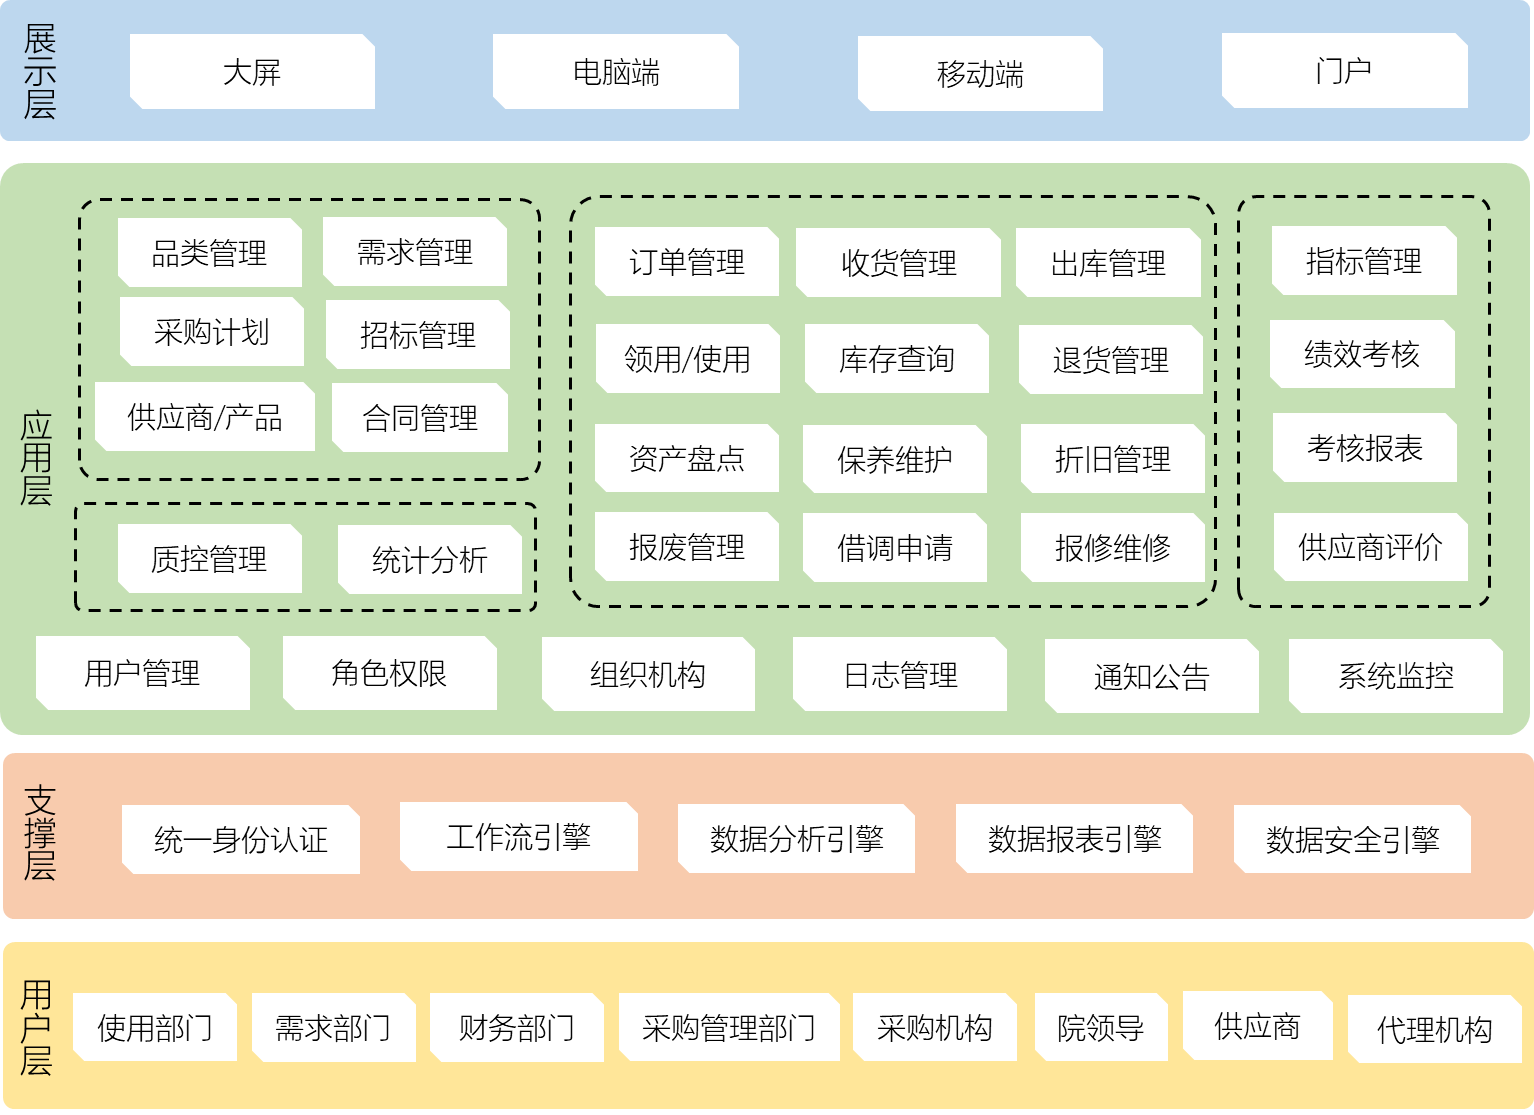 展示层
大屏
电脑端
移动端
门户
应用层
品类管理
需求管理
采购计划
招标管理
供应商/产品
合同管理
质控管理
统计分析
订单管理
收货管理
出库管理
领用/使用
库存查询
退货管理
资产盘点
保养维护
折旧管理
报废管理
借调申请
报修维修
指标管理
绩效考核
考核报表
供应商评价
用户管理
角色权限
组织机构
日志管理
通知公告
系统监控
支撑层
统一身份认证
工作流引擎
数据分析引擎
数据报表引擎
数据安全引擎
用户层
使用部门
需求部门
财务部门
采购管理部门
采购机构
院领导
供应商
代理机构